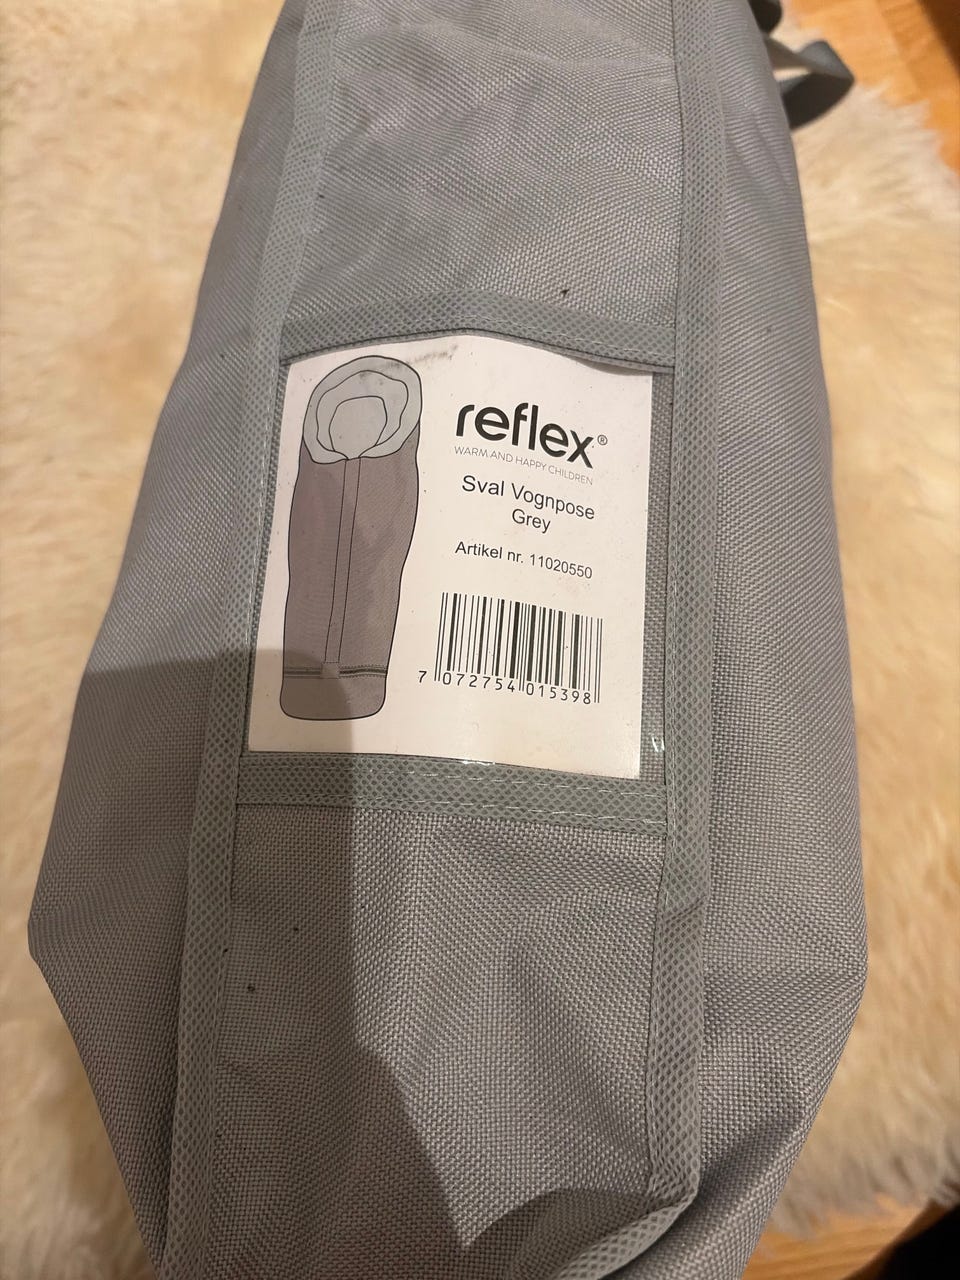 reflex®
WARM AND HAPPY CHILDREN
Sval Vognpose
Grey
Artikel nr. 11020550
7 072754 015398